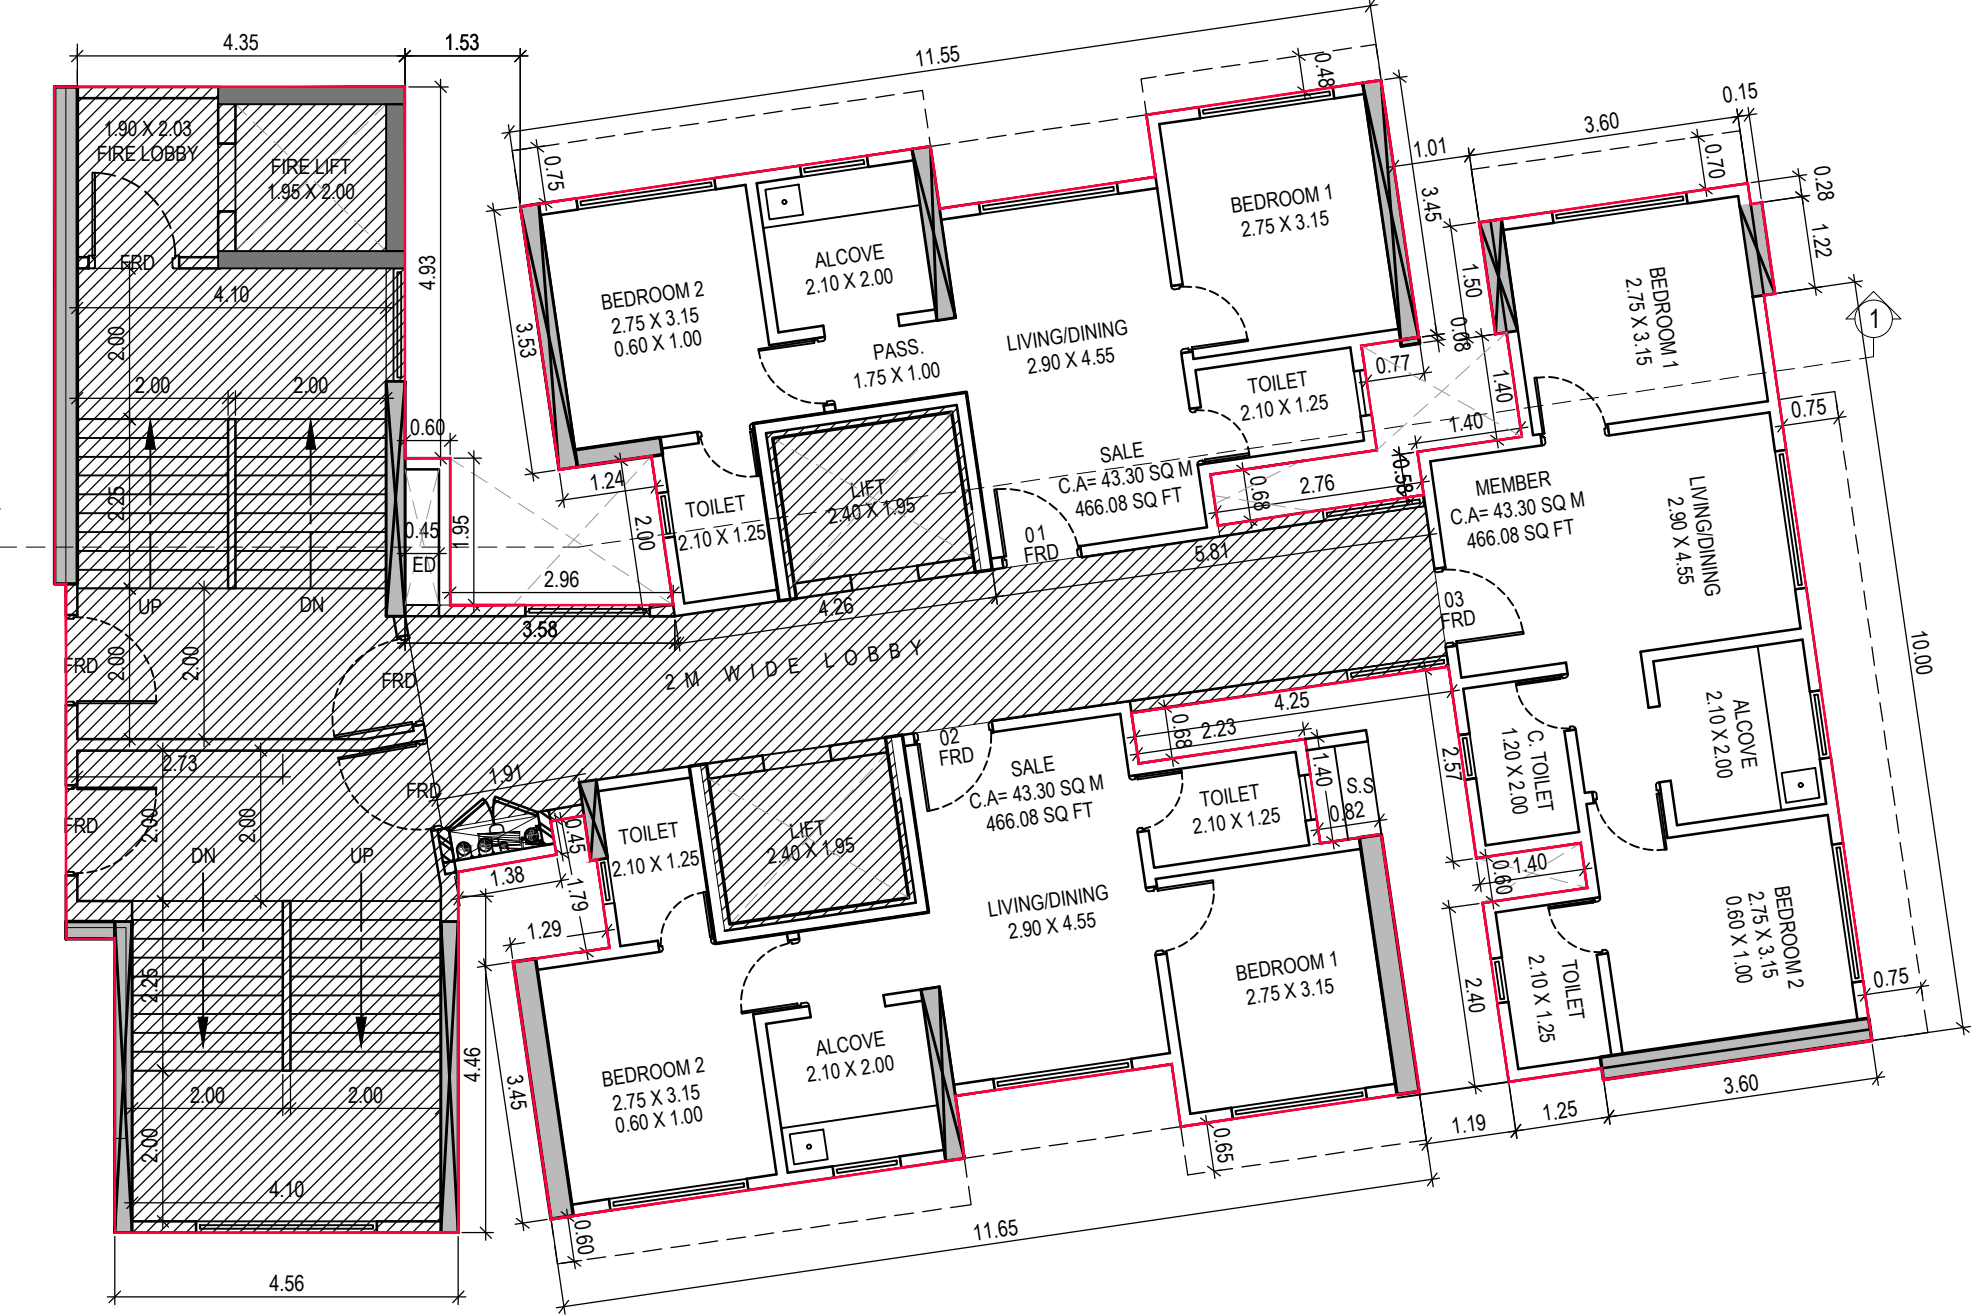 4.35
1.53
11.55
0.48
3.60
0.15
1.90 X 2.03
FIRE LOBBY
FIRE LIFT
1.95 X 2.00
0.75
1.01
0.70
0.28
1.22
3.45
FRD
4.10
4.93
2.00
2.00
2.00
0.60
2.25
0.45
ED
1.95
UP
DN
3.53
BEDROOM 2
2.75 X 3.15
0.60 X 1.00
ALCOVE
2.10 X 2.00
PASS.
1.75 X 1.00
LIVING/DINING
2.90 X 4.55
BEDROOM 1
2.75 X 3.15
TOILET
2.10 X 1.25
0.77
0.08
1.50
1.40
1.40
BEDROOM 1
2.75 X 3.15
1
0.75
1.24
2.00
TOILET
2.10 X 1.25
LIFT
2.40 X 1.95
SALE
C.A= 43.30 SQ M
466.08 SQ FT
01
FRD
0.68
2.76
0.58
5.81
MEMBER
C.A= 43.30 SQ M
466.08 SQ FT
LIVING/DINING
2.90 X 4.55
2.96
3.58
4.26
03
FRD
10.00
FRD
2.00
2.00
FRD
2 M WIDE LOBBY
4.25
2.23
0.68
02
FRD
2.57
C. TOILET
1.20 X 2.00
ALCOVE
2.10 X 2.00
2.73
FRD
FRD
2.00
2.00
DN
UP
1.91
0.45
1.38
1.79
1.29
TOILET
2.10 X 1.25
LIFT
2.40 X 1.95
SALE
C.A= 43.30 SQ M
466.08 SQ FT
TOILET
2.10 X 1.25
1.40
S.S
0.82
1.40
0.60
LIVING/DINING
2.90 X 4.55
BEDROOM 1
2.75 X 3.15
2.40
TOILET
2.10 X 1.25
BEDROOM 2
2.75 X 3.15
0.60 X 1.00
0.75
2.25
2.00
2.00
2.00
4.10
4.46
3.45
BEDROOM 2
2.75 X 3.15
0.60 X 1.00
ALCOVE
2.10 X 2.00
0.65
1.19
1.25
3.60
0.60
11.65
4.56